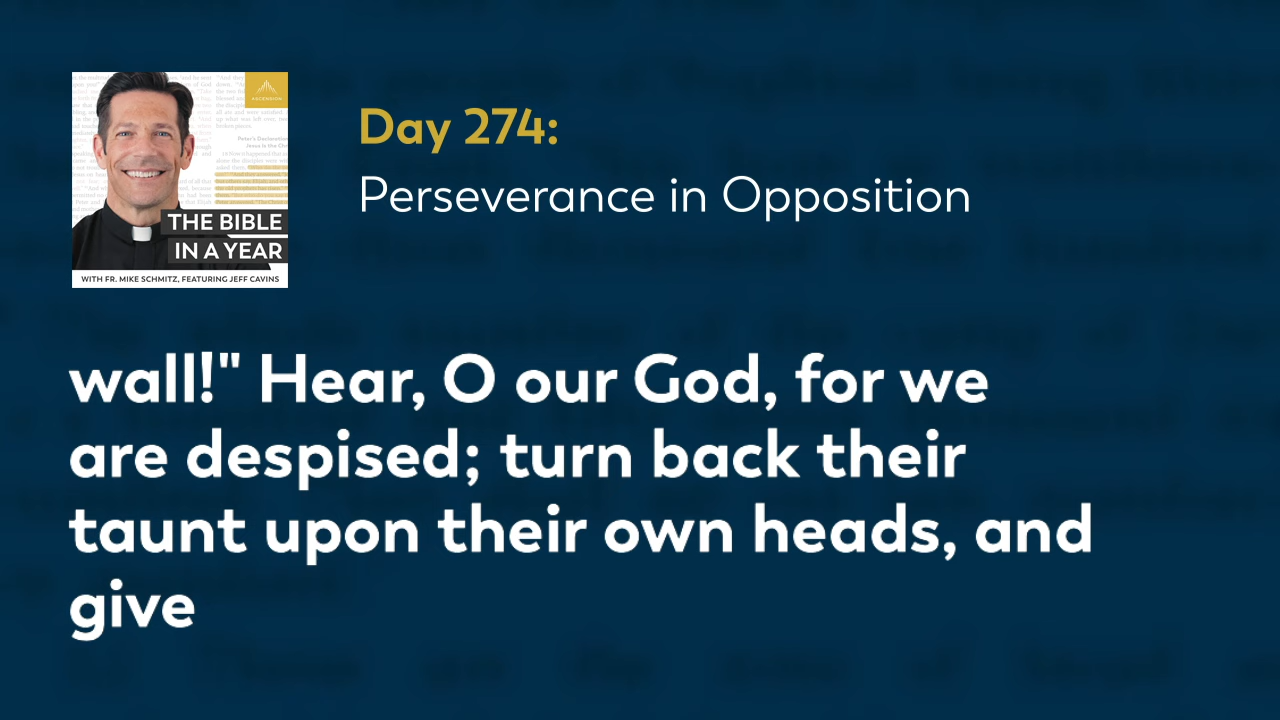 ASCENSION
THE BIBLE
IN A YEAR
WITH FR. MIKE SCHMITZ, FEATURING JEFF CAVINS
Day 274:
Perseverance in Opposition
wall!" Hear, O our God, for we
are despised; turn back their
taunt upon their own heads, and
give